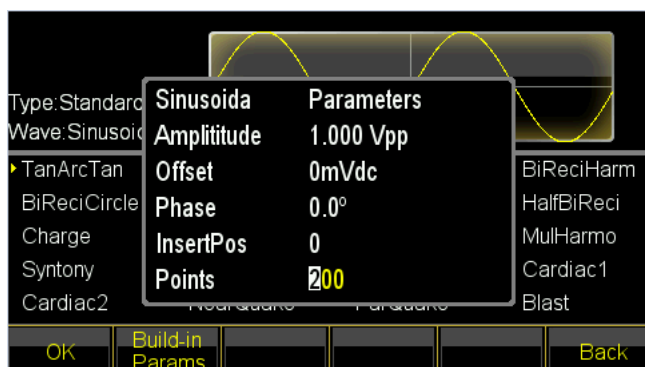 Type:Standard
Wave:Sinusoid
Sinusoida Parameters
Amplititude 1.000 Vpp
Offset 0mVdc
Phase 0.0°
InsertPos 0
Points 200
TanArcTan
BiReciHarm
BiReciCircle
HalfBiReci
Charge
MulHarmo
Syntony
Cardiac1
Cardiac2
Blast
OK
Build-in
Params
Back